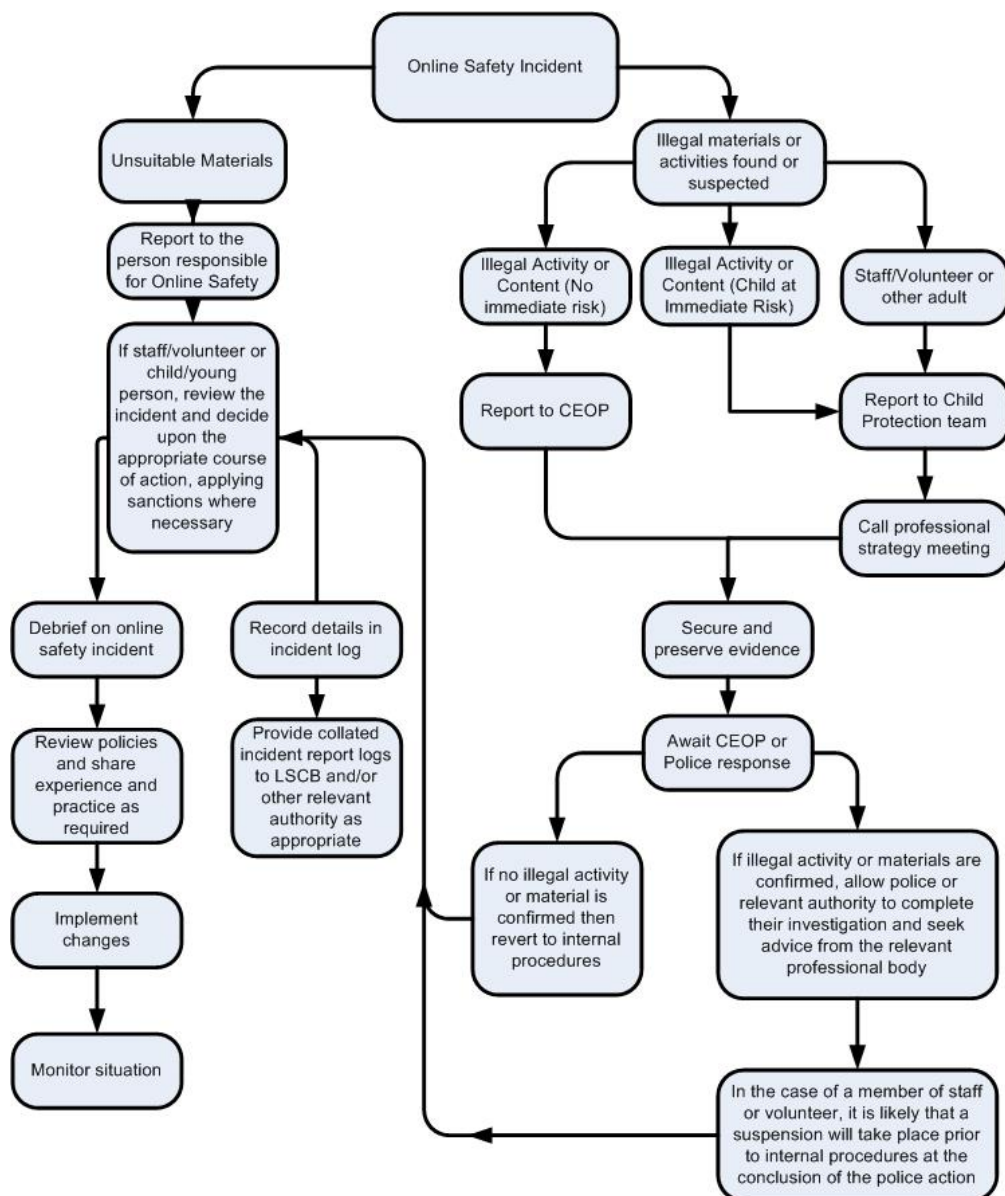 Online Safety Incident
Unsuitable Materials
Illegal materials or
activities found or
suspected
Report to the
person responsible
for Online Safety
Illegal Activity or
Content (No
immediate risk)
Illegal Activity or
Content (Child at
Immediate Risk)
Staff/Volunteer or
other adult
If staff/volunteer or
child/young
person, review the
incident and decide
upon the
appropriate course
of action, applying
sanctions where
necessary
Report to CEOP
Report to Child
Protection team
Call professional
strategy meeting
Debrief on online
safety incident
Record details in
incident log
Secure and
preserve evidence
Review policies
and share
experience and
practice as
required
Provide collated
incident report logs
to LSCB and/or
other relevant
authority as
appropriate
Await CEOP or
Police response
If no illegal activity
or material is
confirmed then
revert to internal
procedures
If illegal activity or materials are
confirmed, allow police or
relevant authority to complete
their investigation and seek
advice from the relevant
professional body
Implement
changes
Monitor situation
In the case of a member of staff
or volunteer, it is likely that a
suspension will take place prior
to internal procedures at the
conclusion of the police action